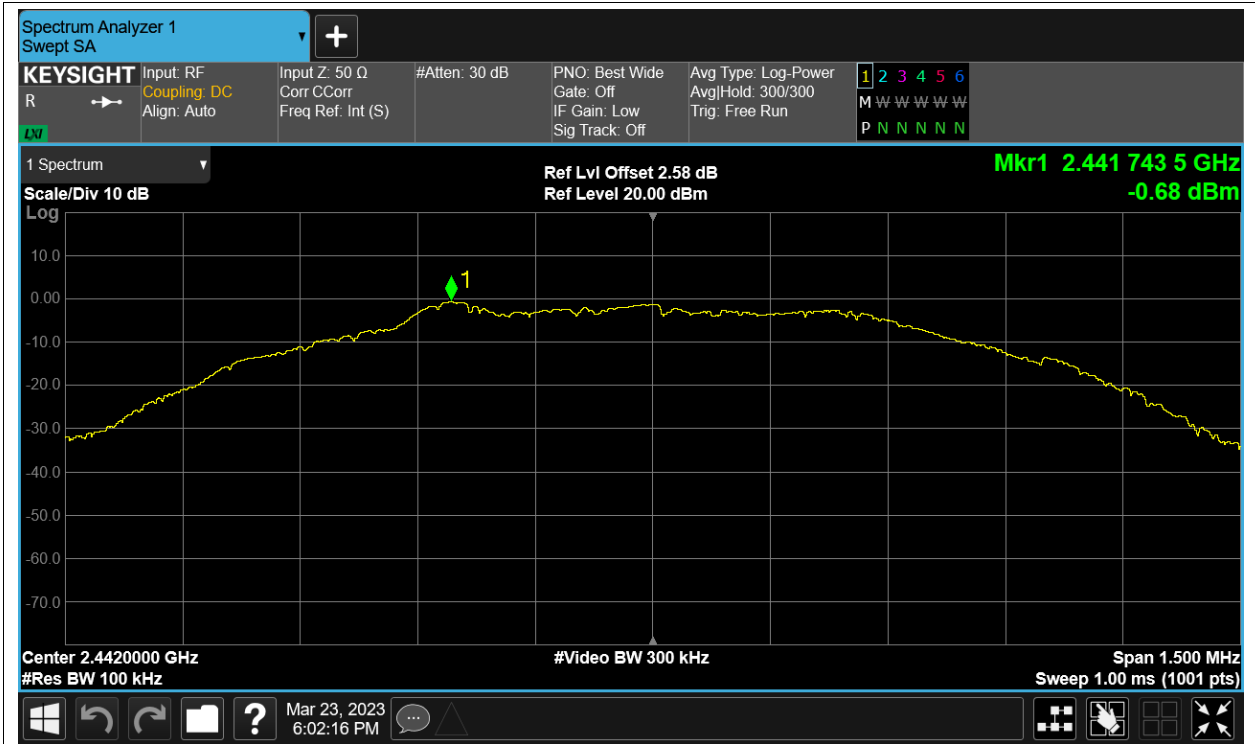 Spectrum Analyzer 1
Swept SA
+
KEYSIGHT
R
LXI
Input: RF
Coupling: DC
Align: Auto
Input Z: 50 Ω
Corr CCorr
Freq Ref: Int (S)
#Atten: 30 dB
PNO: Best Wide
Gate: Off
IF Gain: Low
Sig Track: Off
Avg Type: Log-Power
Avg|Hold: 300/300
Trig: Free Run
1 2 3 4 5 6
M W W W W W
P N N N N N
1 Spectrum
Scale/Div 10 dB
Log
Ref Lvl Offset 2.58 dB
Ref Level 20.00 dBm
Mkr1 2.441 743 5 GHz
-0.68 dBm
1
10.0
0.00
-10.0
-20.0
-30.0
-40.0
-50.0
-60.0
-70.0
Center 2.4420000 GHz
#Res BW 100 kHz
#Video BW 300 kHz
Span 1.500 MHz
Sweep 1.00 ms (1001 pts)
?
Mar 23, 2023
6:02:16 PM